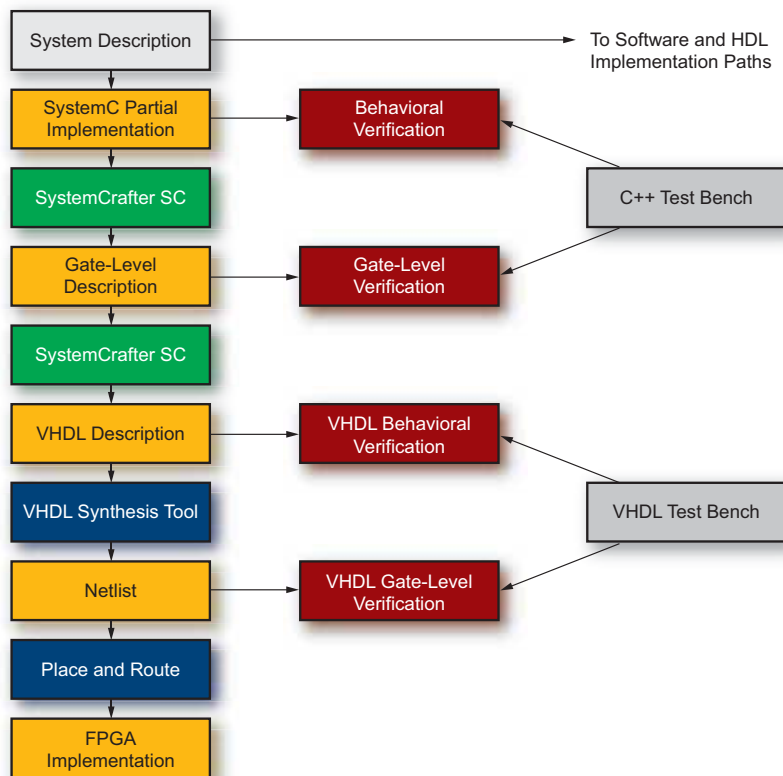 System Description
To Software and HDL
Implementation Paths
SystemC Partial
Implementation
Behavioral
Verification
SystemCrafter SC
C++ Test Bench
Gate-Level
Description
Gate-Level
Verification
SystemCrafter SC
VHDL Description
VHDL Behavioral
Verification
VHDL Synthesis Tool
VHDL Test Bench
Netlist
VHDL Gate-Level
Verification
Place and Route
FPGA
Implementation